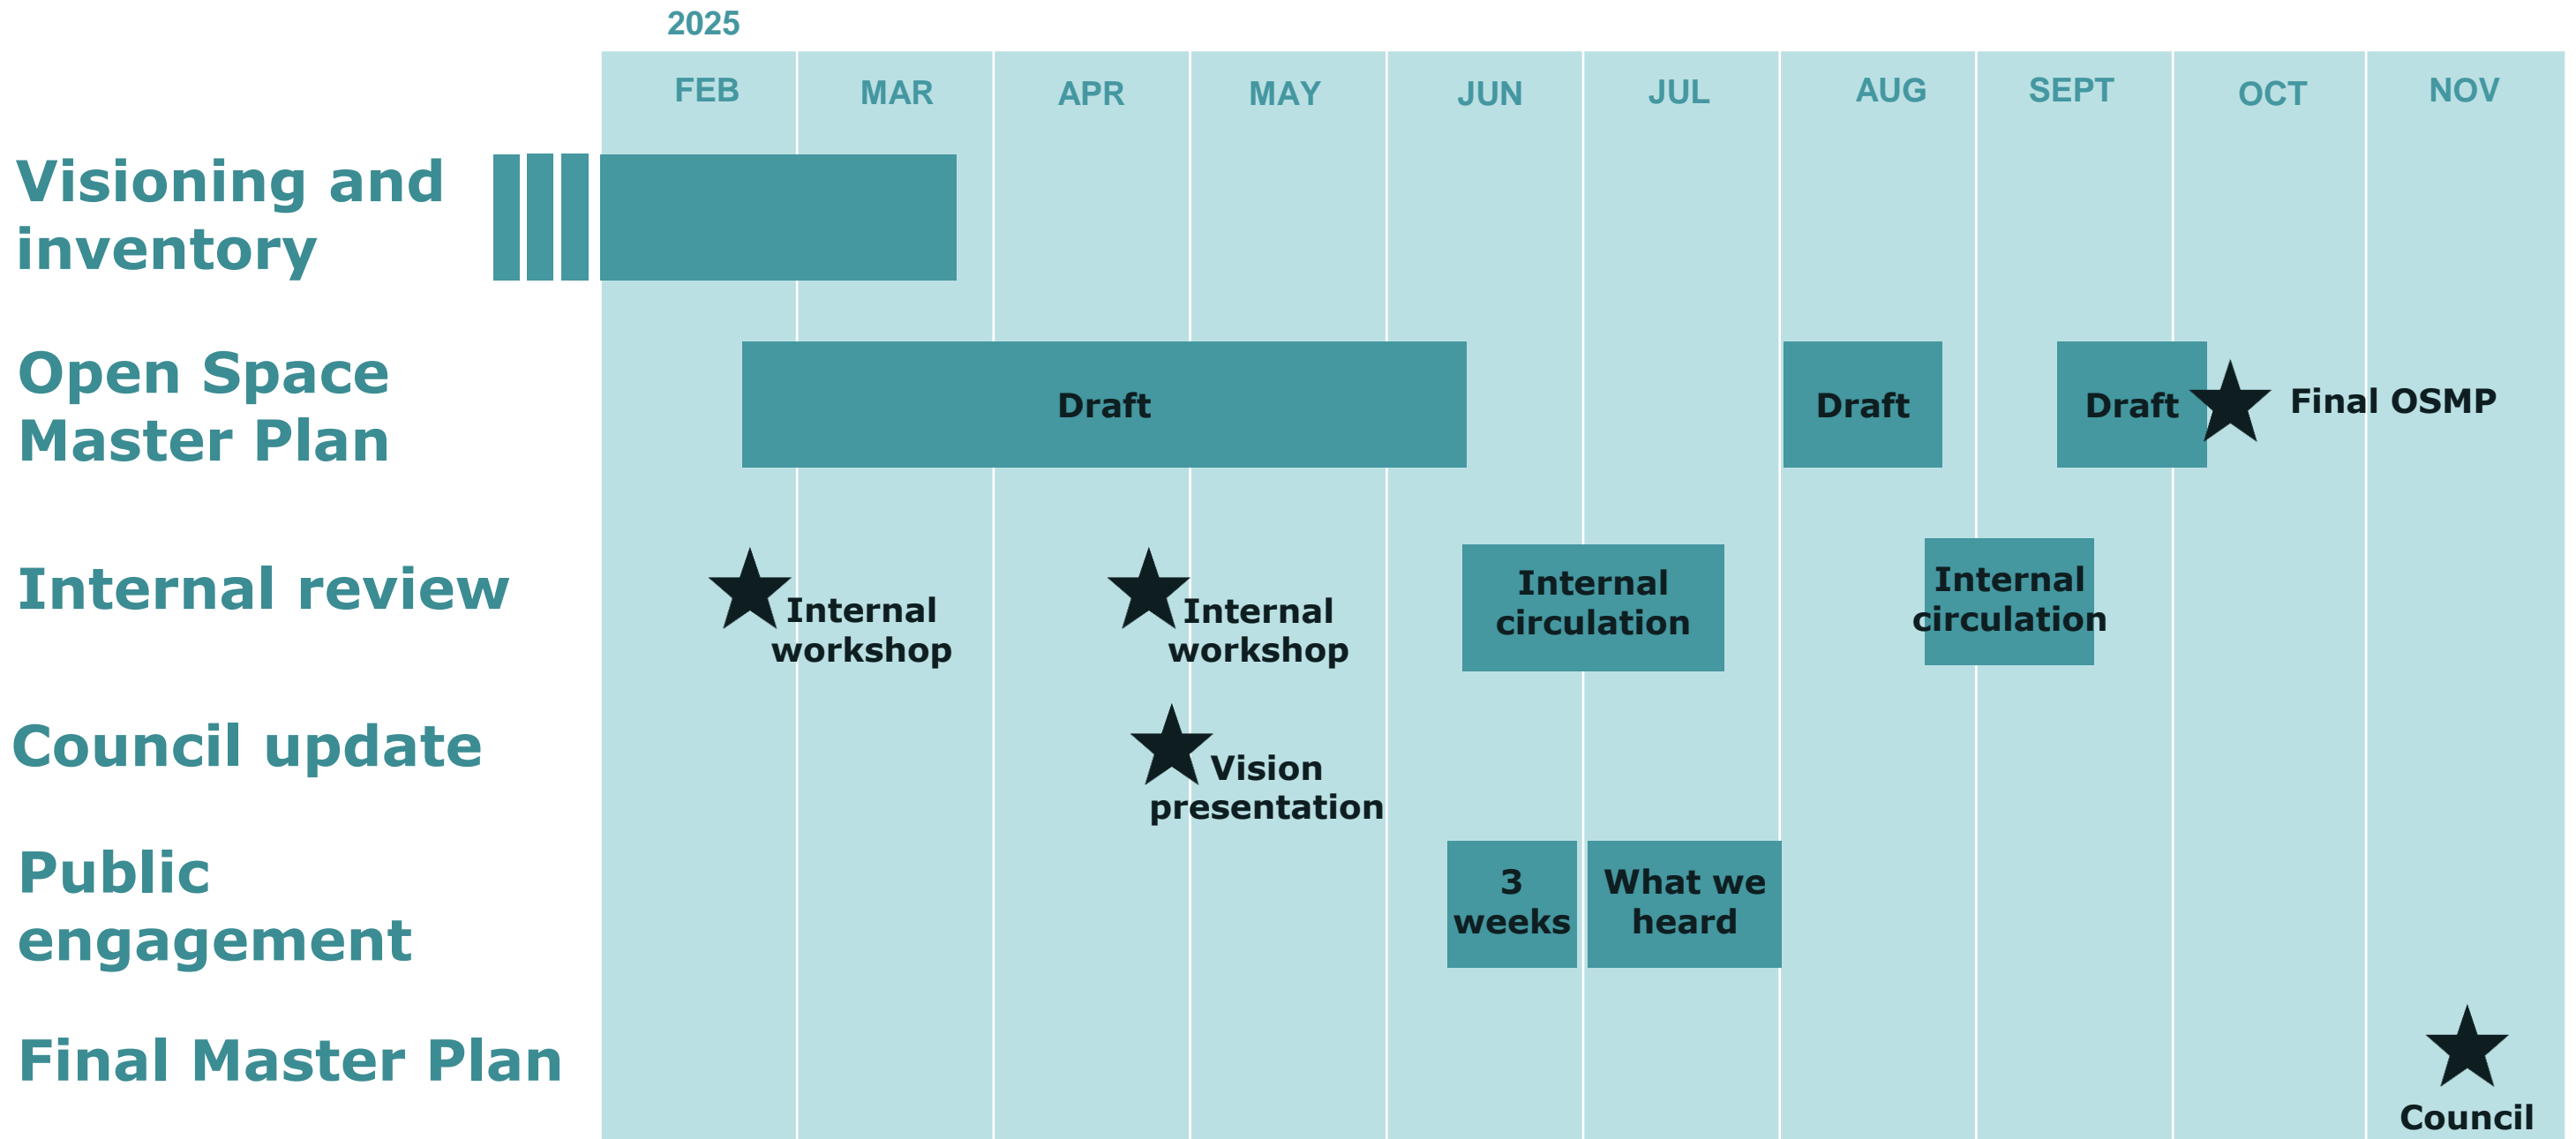 2025
FEB
MAR
APR
MAY
JUN
JUL
AUG
SEPT
OCT
NOV
Visioning and
inventory
Open Space
Master Plan
Draft
Draft
Draft
Final OSMP
Internal review
Internal
workshop
Internal
workshop
Internal
circulation
Internal
circulation
Council update
Vision
presentation
Public
engagement
3
weeks
What we
heard
Final Master Plan
Council